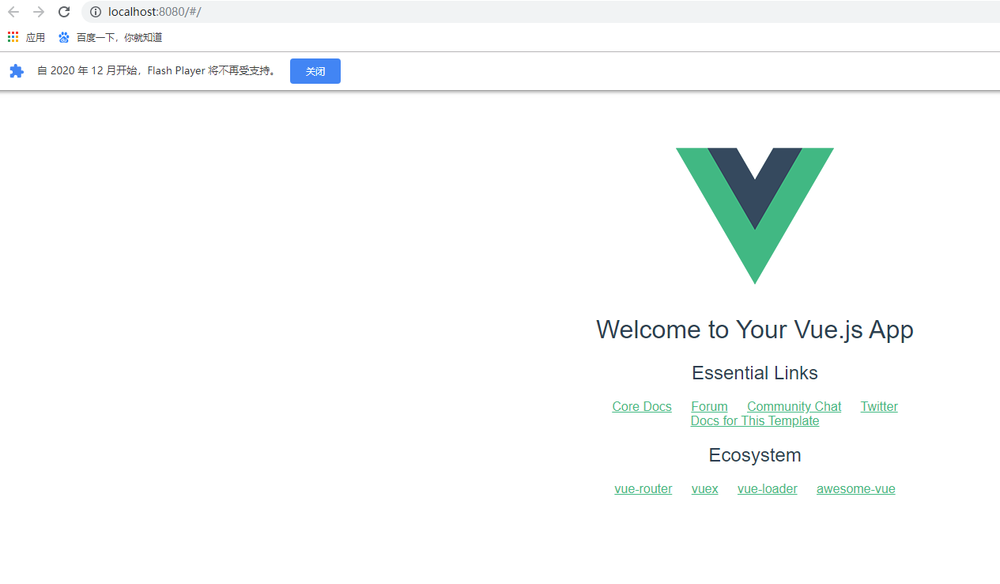 localhost:8080/#/
应用 百度一下，你就知道
自 2020 年 12 月开始，Flash Player 将不再受支持。 关闭
Welcome to Your Vue.js App
Essential Links
Core Docs Forum Community Chat Twitter
Docs for This Template
Ecosystem
vue-router vuex vue-loader awesome-vue